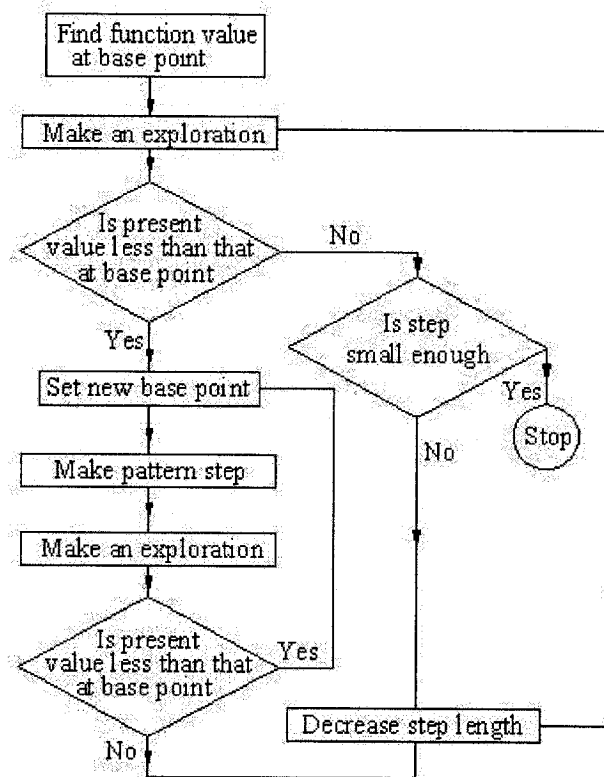 Find function value
at base point
Make an exploration
Is present
value less than that
at base point
No
Yes
Is step
small enough
Yes
Stop
No
Set new base point
Make pattern step
Make an exploration
Is present
value less than that
at base point
Yes
No
Decrease step length